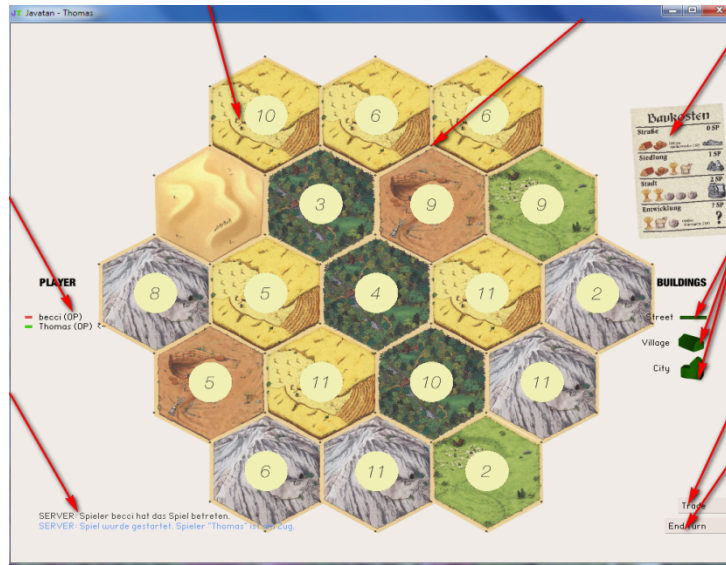 Javatan - Thomas
10 6 6
3 9 9
8 5 4 11 2
5 11 10 11
6 11 2
Baukosten
Straße 0 SP
Siedlung 1 SP
Stadt 2 SP
Entwicklung ? SP
?
PLAYER
becci (0P)
Thomas (0P)
BUILDINGS
Street
Village
City
Trade
End Turn
SERVER: Spieler becci hat das Spiel betreten.
SERVER: Spiel wurde gestartet. Spieler "Thomas" ist am Zug.